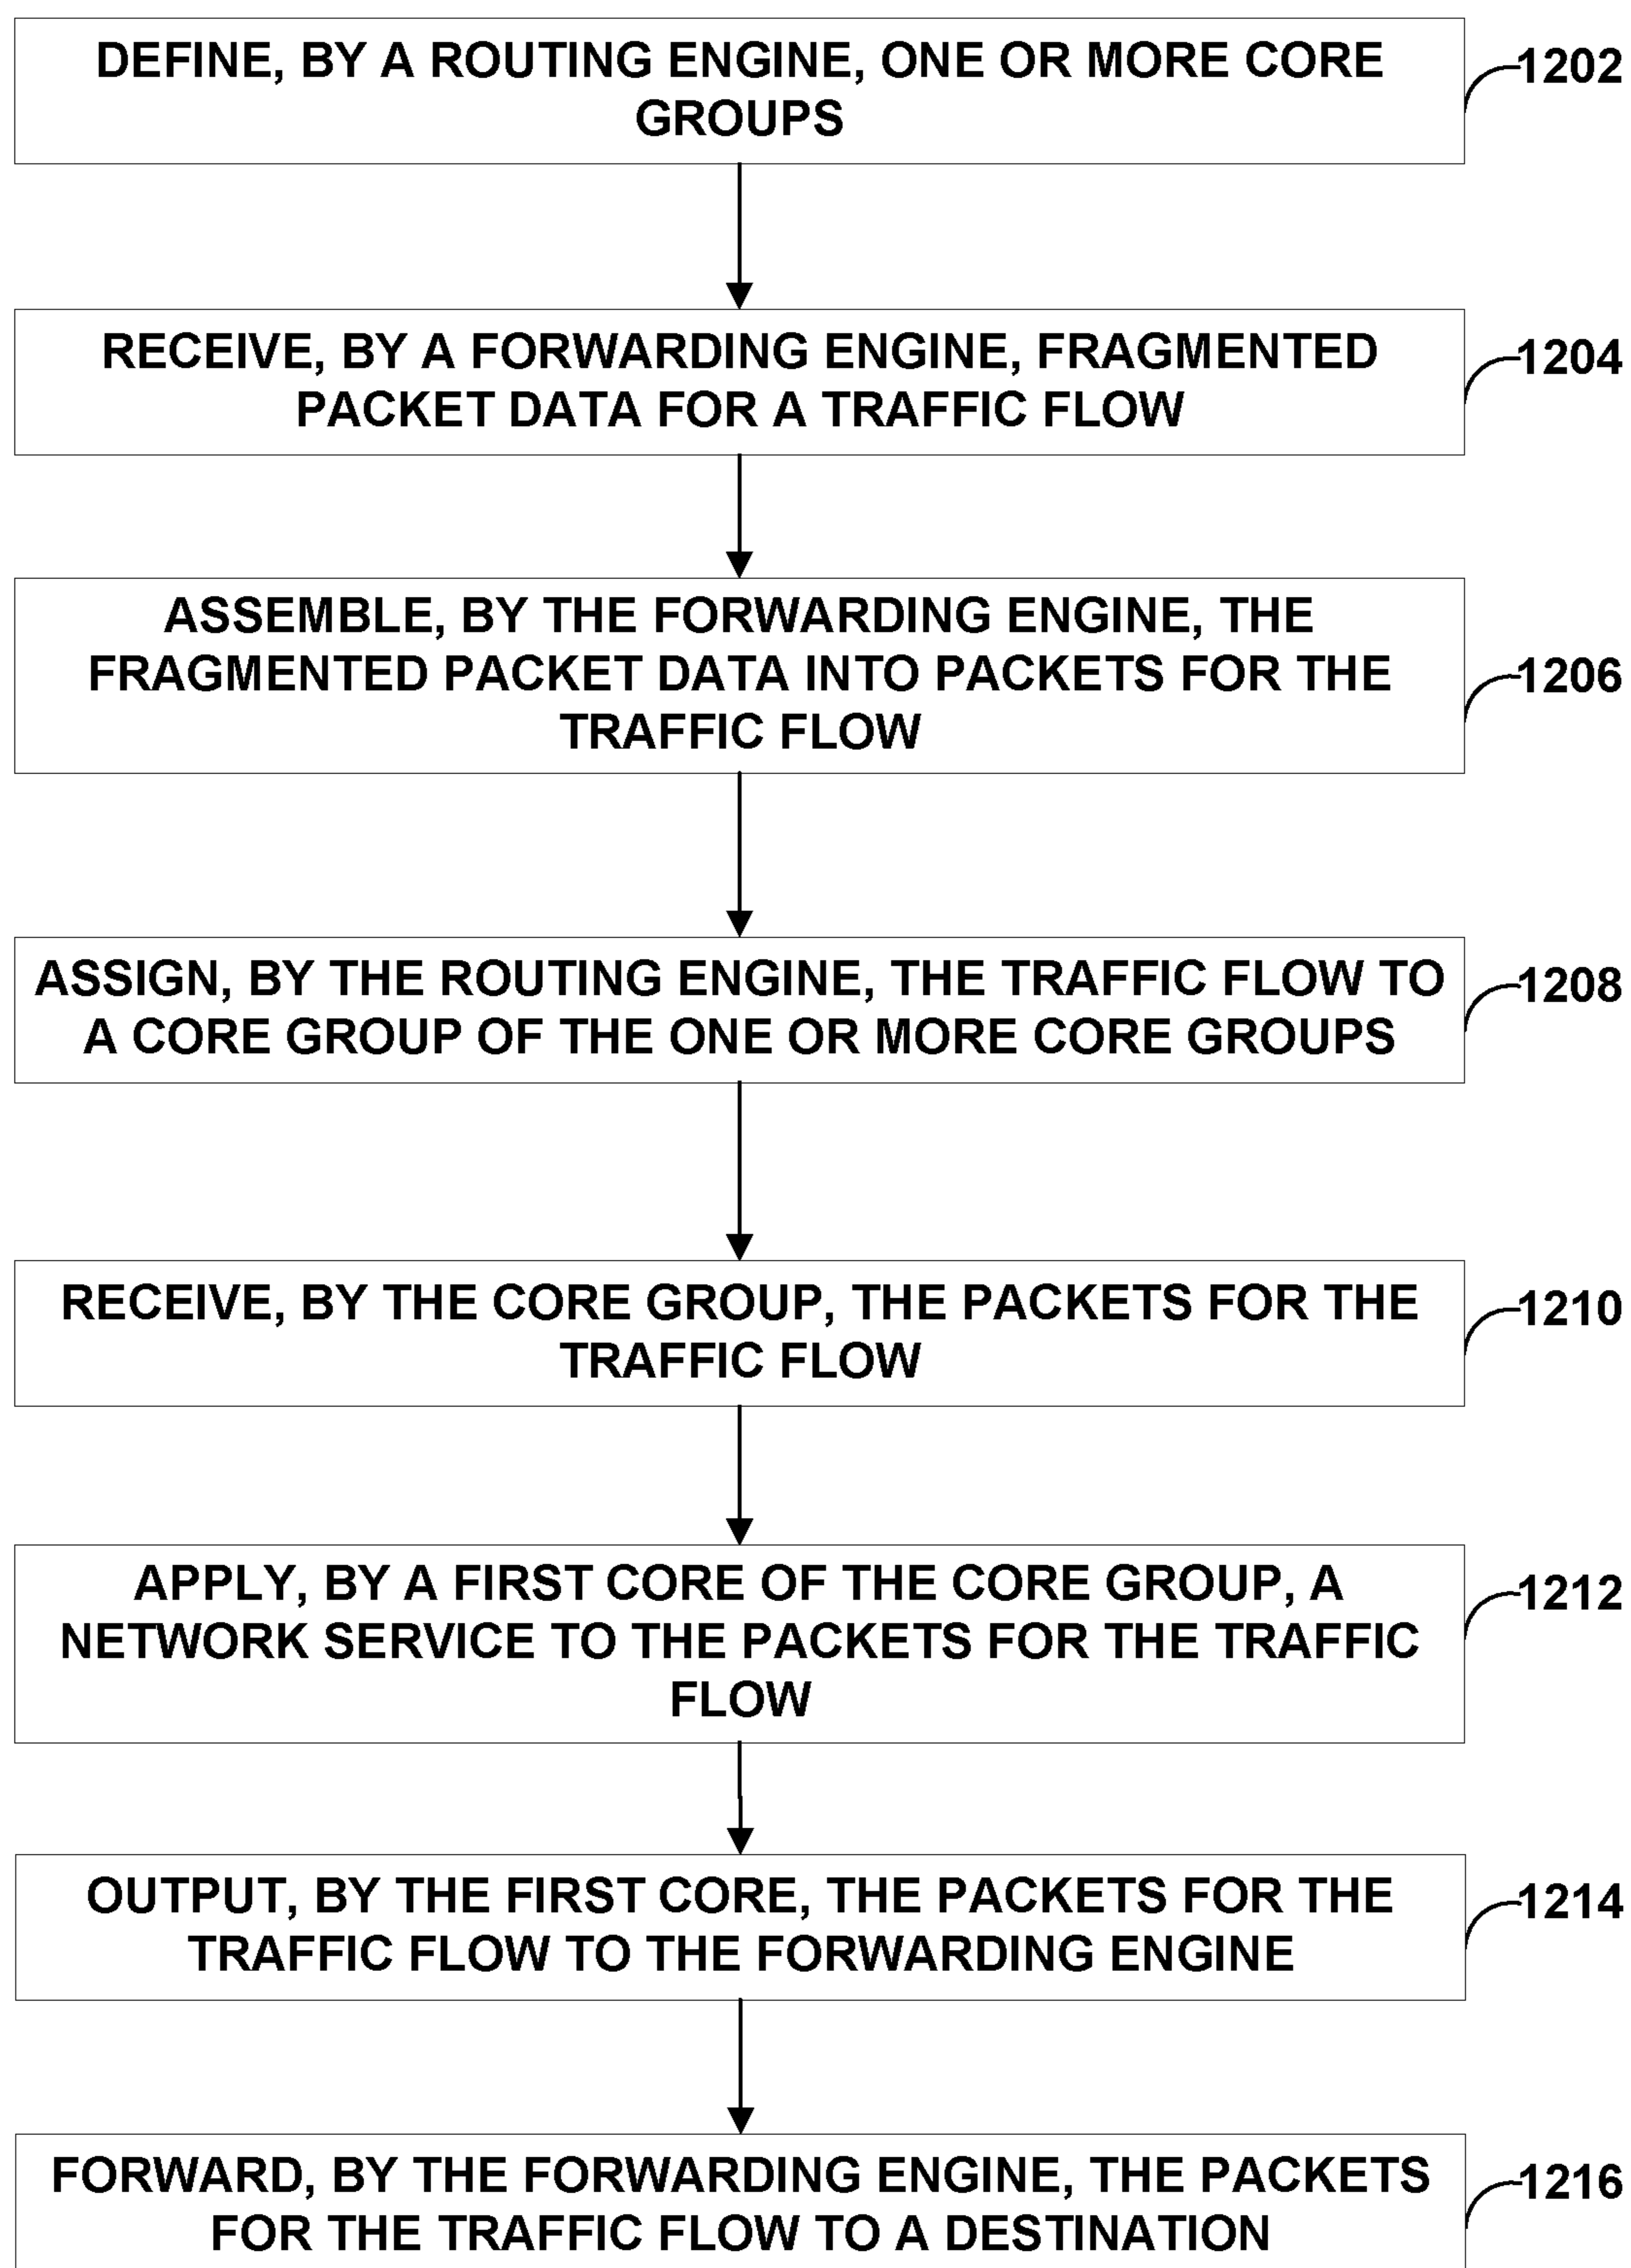 DEFINE, BY A ROUTING ENGINE, ONE OR MORE CORE
GROUPS
1202
RECEIVE, BY A FORWARDING ENGINE, FRAGMENTED
PACKET DATA FOR A TRAFFIC FLOW
1204
ASSEMBLE, BY THE FORWARDING ENGINE, THE
FRAGMENTED PACKET DATA INTO PACKETS FOR THE
TRAFFIC FLOW
1206
ASSIGN, BY THE ROUTING ENGINE, THE TRAFFIC FLOW TO
A CORE GROUP OF THE ONE OR MORE CORE GROUPS
1208
RECEIVE, BY THE CORE GROUP, THE PACKETS FOR THE
TRAFFIC FLOW
1210
APPLY, BY A FIRST CORE OF THE CORE GROUP, A
NETWORK SERVICE TO THE PACKETS FOR THE TRAFFIC
FLOW
1212
OUTPUT, BY THE FIRST CORE, THE PACKETS FOR THE
TRAFFIC FLOW TO THE FORWARDING ENGINE
1214
FORWARD, BY THE FORWARDING ENGINE, THE PACKETS
FOR THE TRAFFIC FLOW TO A DESTINATION
1216